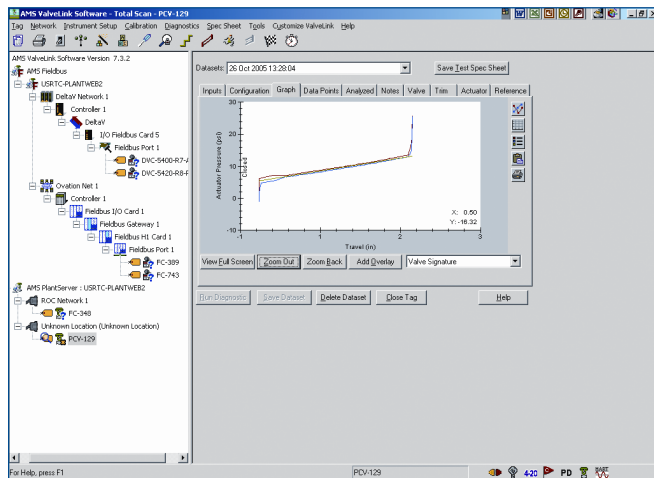 AMS ValveLink Software - Total Scan - PCV-129
Tag Network Instrument Setup Calibration Diagnostics Spec Sheet Tools Customize ValveLink Help
AMS ValveLink Software Version 7.3.2
AMS Fieldbus
USRTC-PLANTWEB2
DeltaV Network 1
Controller 1
DeltaV
I/O Fieldbus Card 5
Fieldbus Port 1
DVC-5400-R7-
DVC-5420-R8-
Ovation Net 1
Controller 1
Fieldbus I/O Card 1
Fieldbus Gateway 1
Fieldbus H1 Card 1
Fieldbus Port 1
FC-389
FC-743
AMS PlantServer : USRTC-PLANTWEB2
ROC Network 1
FC-348
Unknown Location (Unknown Location)
PCV-129
Datasets: 26 Oct 2005 13:28:04
Save Test Spec Sheet
Inputs Configuration Graph Data Points Analyzed Notes Valve Trim Actuator Reference
30
20
10
0
-10
Actuator Pressure (psi)
Closed
X: 0.50
Y: -16.32
-1 1 2 3
Travel (in)
View Full Screen Zoom Out Zoom Back Add Overlay Valve Signature
Run Diagnostic Save Dataset Delete Dataset Close Tag Help
For Help, press F1
PCV-129
4-20 PD